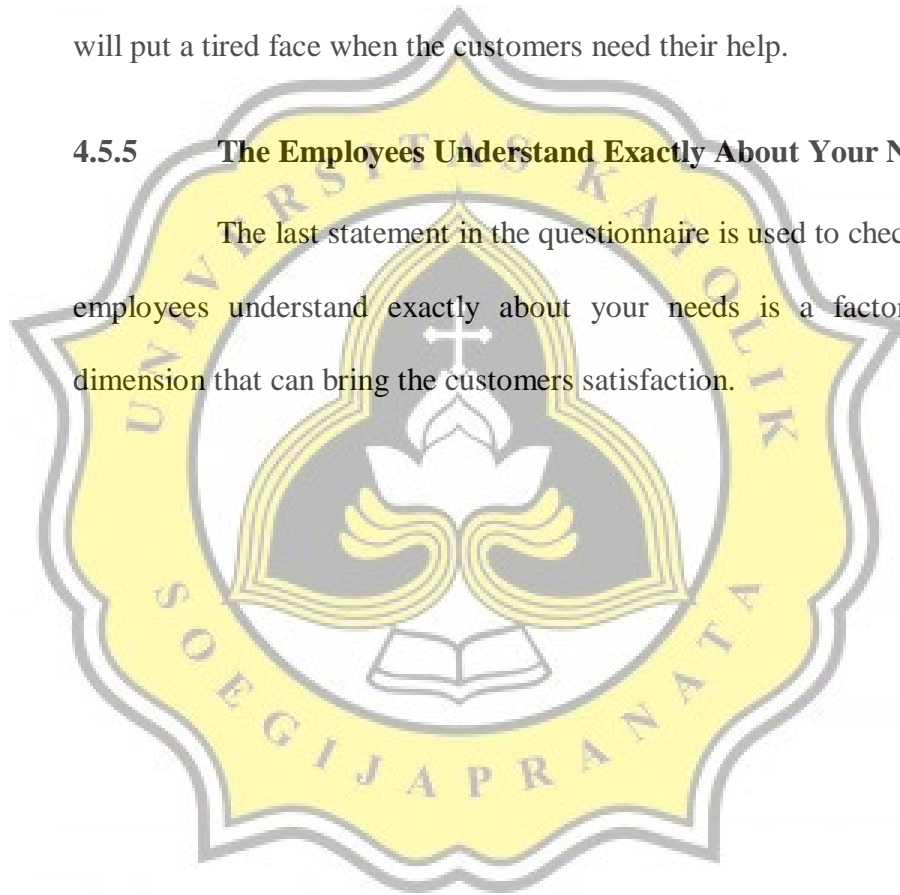 will put a tired face when the customers need their help.
4.5.5 The Employees Understand Exactly About Your N
The last statement in the questionnaire is used to chec
employees understand exactly about your needs is a factor
dimension that can bring the customers satisfaction.
UNIVERSITAS KATOLIK
SOEGIJAPRANATA